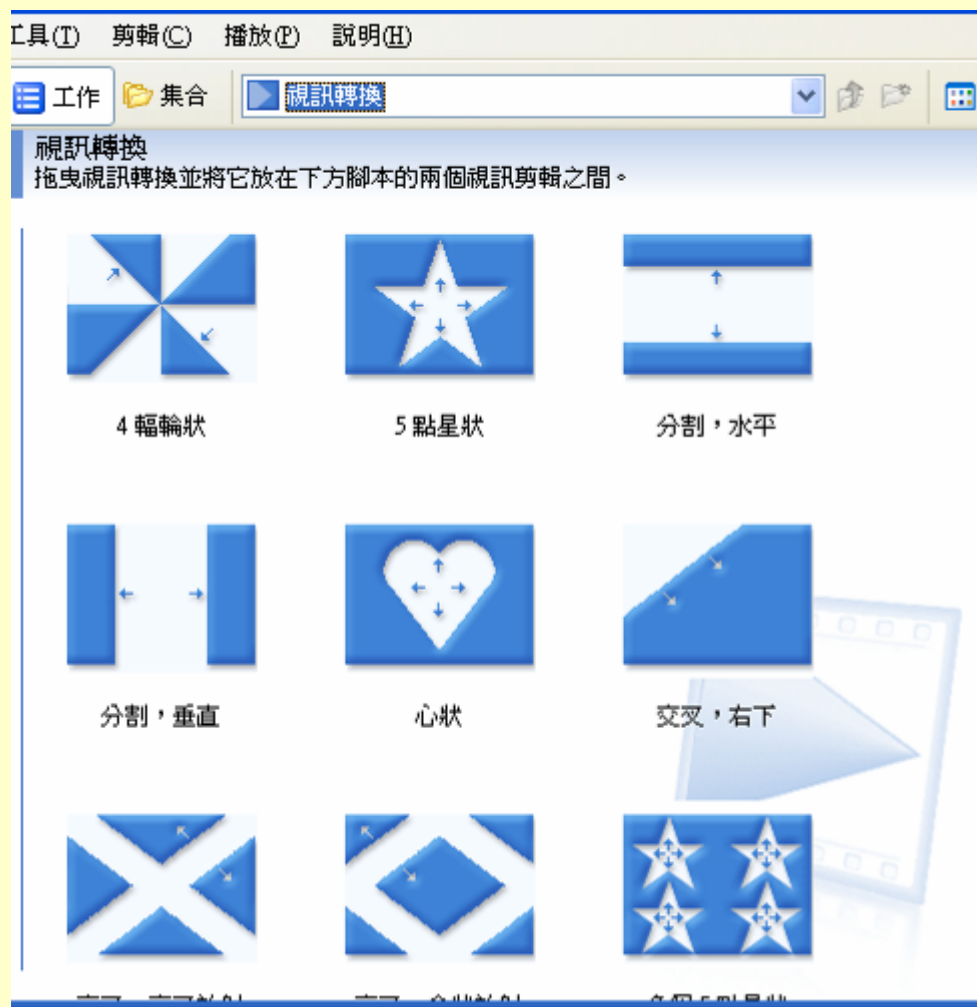 工具(T) 剪輯(C) 播放(P) 說明(H)
工作 集合 視訊轉換
視訊轉換
拖曳視訊轉換並將它放在下方腳本的兩個視訊剪輯之間。
4 輻輪狀 5 點星狀 分割，水平
分割，垂直 心狀 交叉，右下